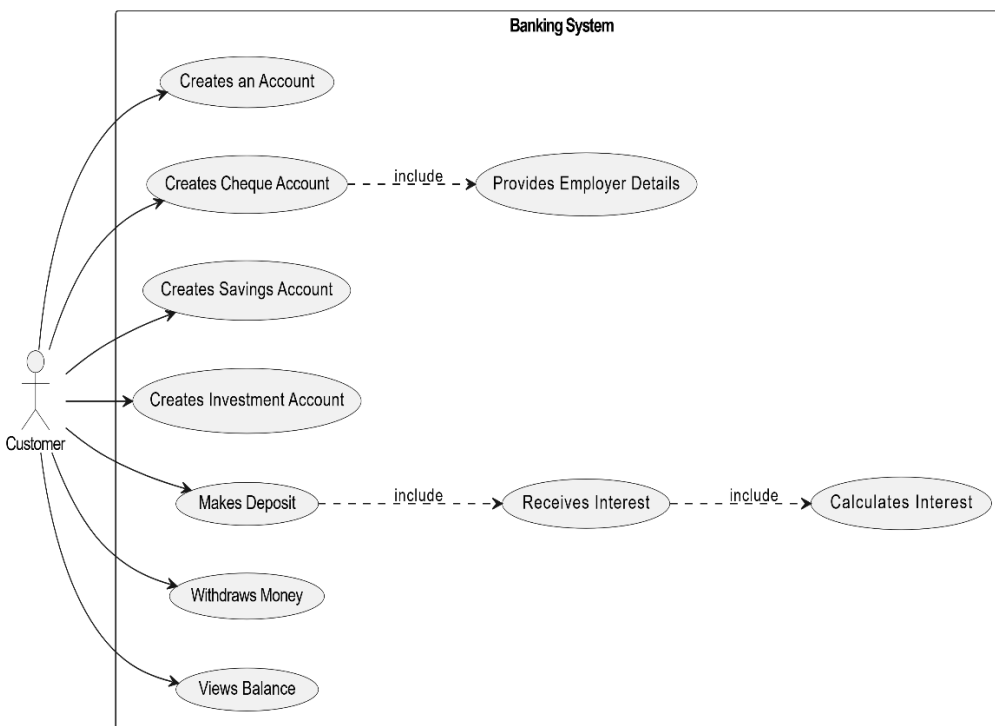 Banking System
Creates an Account
Creates Cheque Account
include
Provides Employer Details
Creates Savings Account
Creates Investment Account
Customer
Makes Deposit
include
Receives Interest
include
Calculates Interest
Withdraws Money
Views Balance